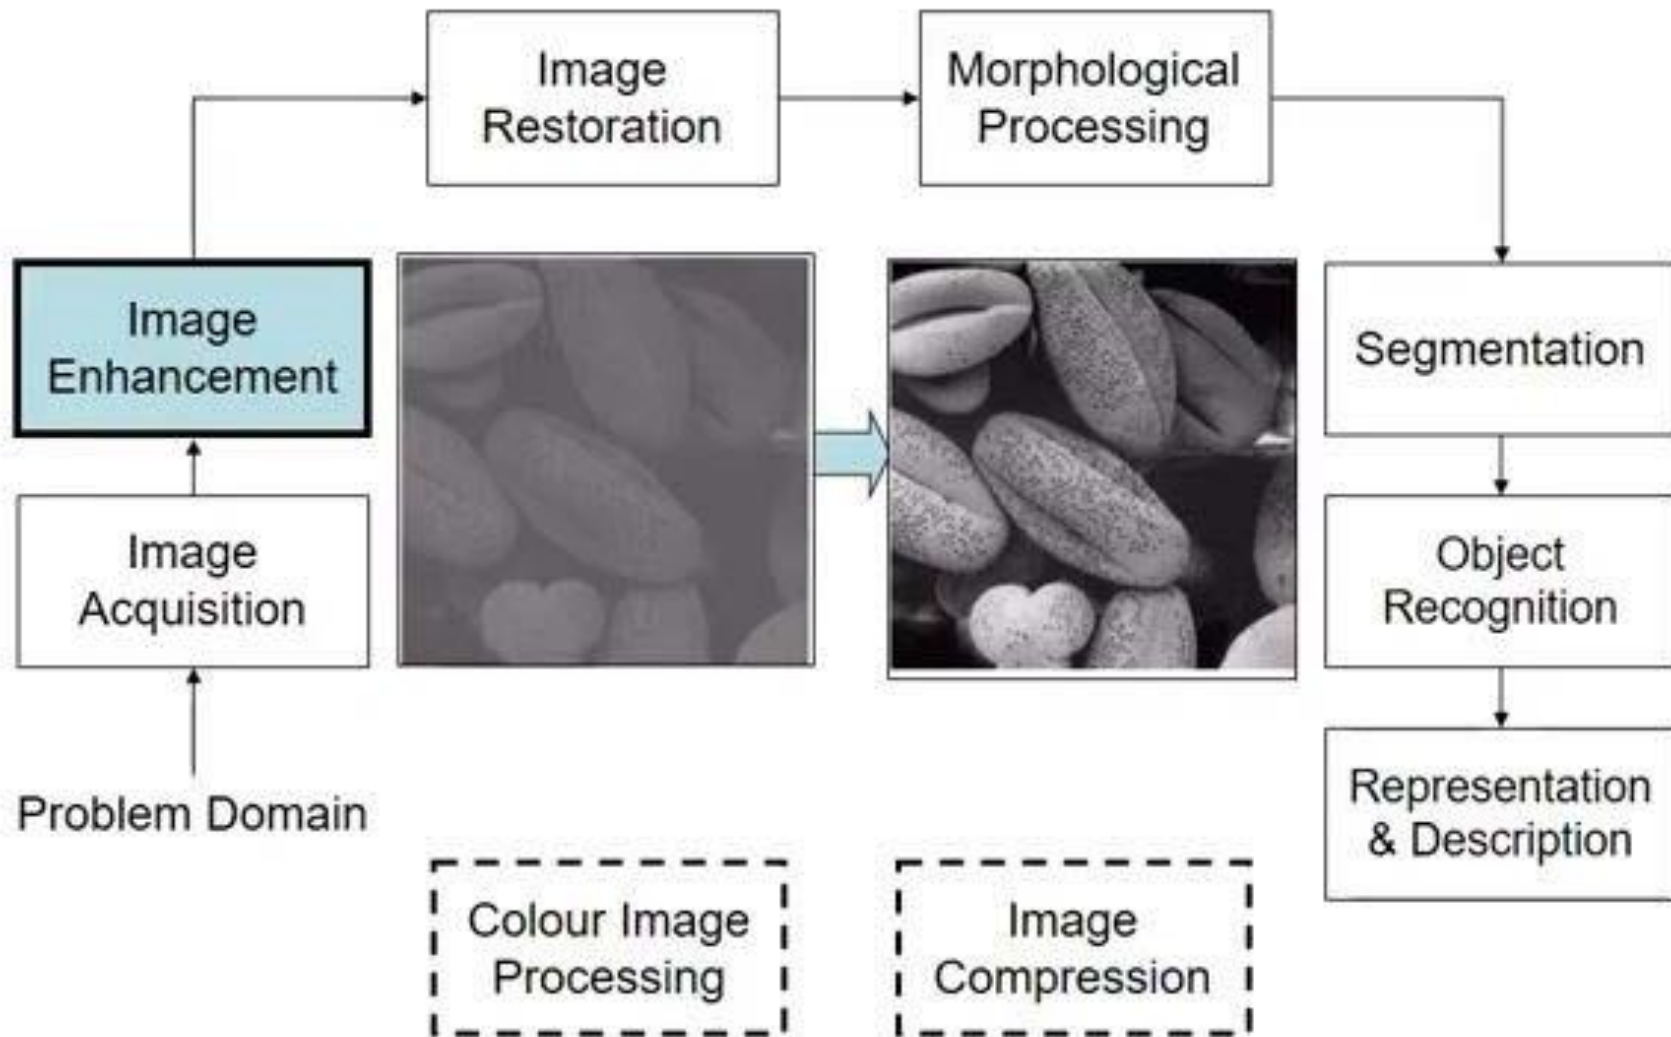 Image
Restoration
Morphological
Processing
Image
Enhancement
Segmentation
Image
Acquisition
Object
Recognition
Problem Domain
Representation
& Description
Colour Image
Processing
Image
Compression